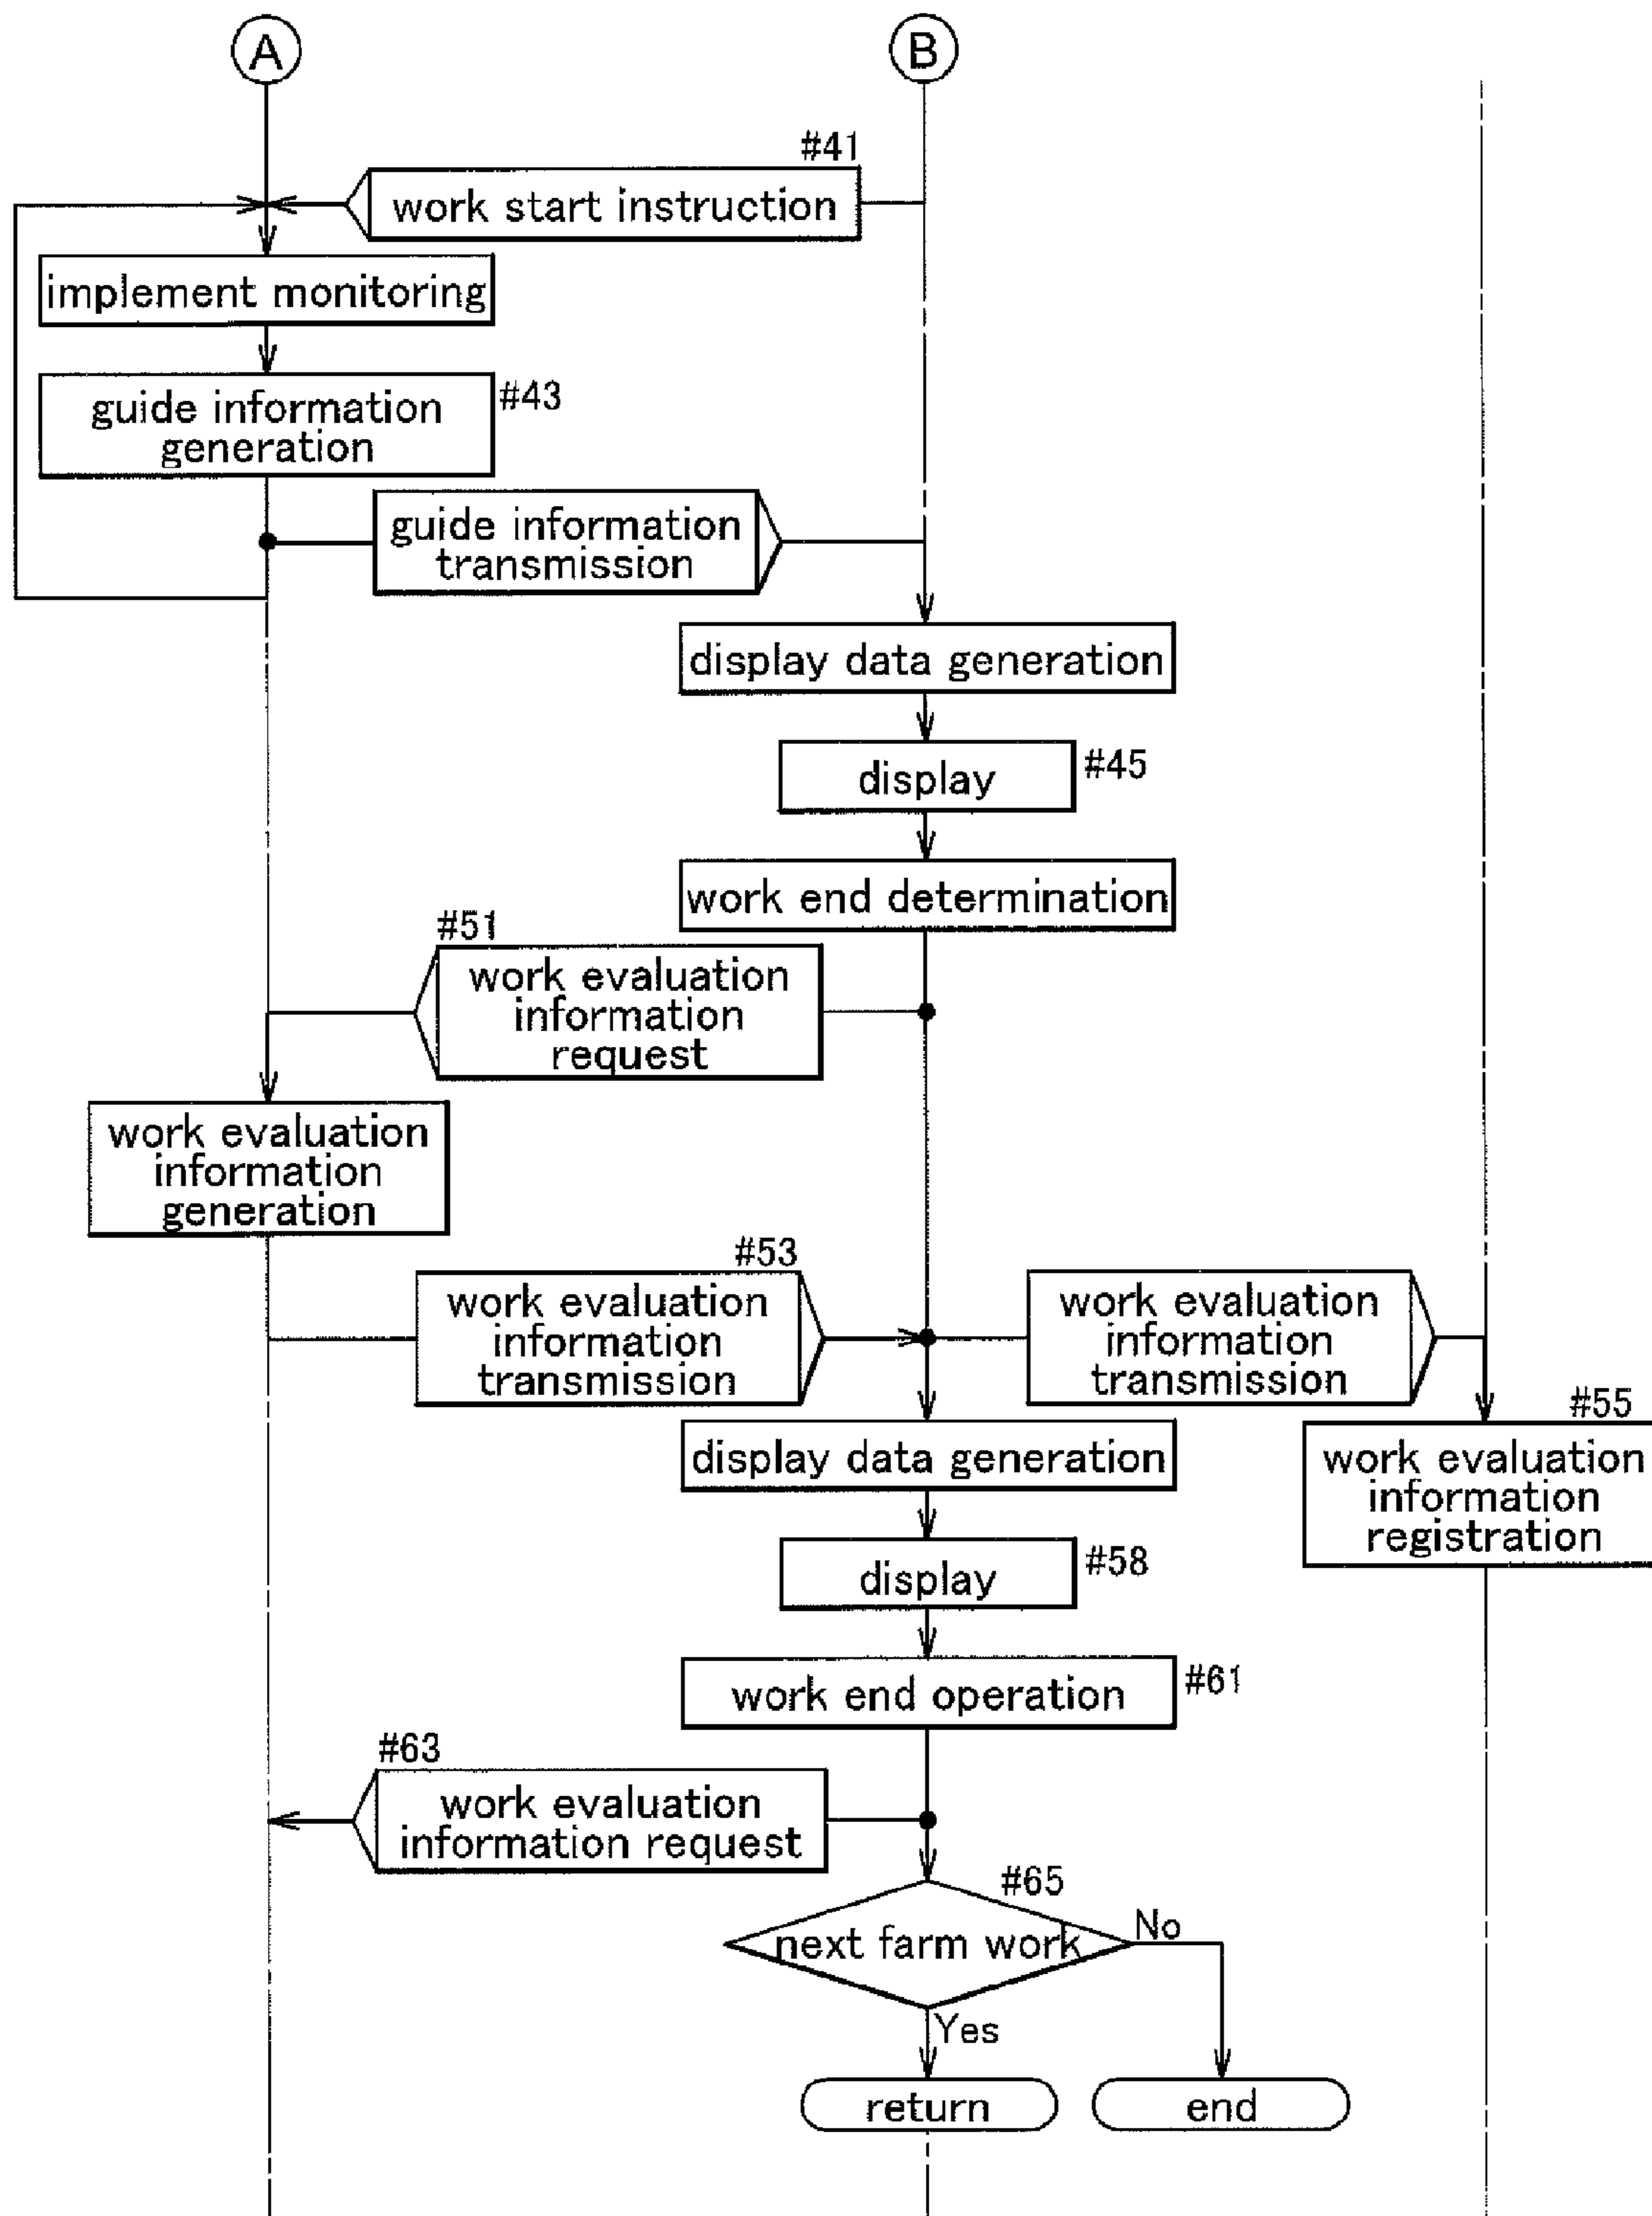 A
B
#41
work start instruction
implement monitoring
guide information
generation
#43
guide information
transmission
display data generation
display
#45
work end determination
#51
work evaluation
information
request
work evaluation
information
generation
#53
work evaluation
information
transmission
work evaluation
information
transmission
#55
work evaluation
information
registration
display data generation
display
#58
work end operation
#61
#63
work evaluation
information request
#65
next farm work
No
Yes
return
end